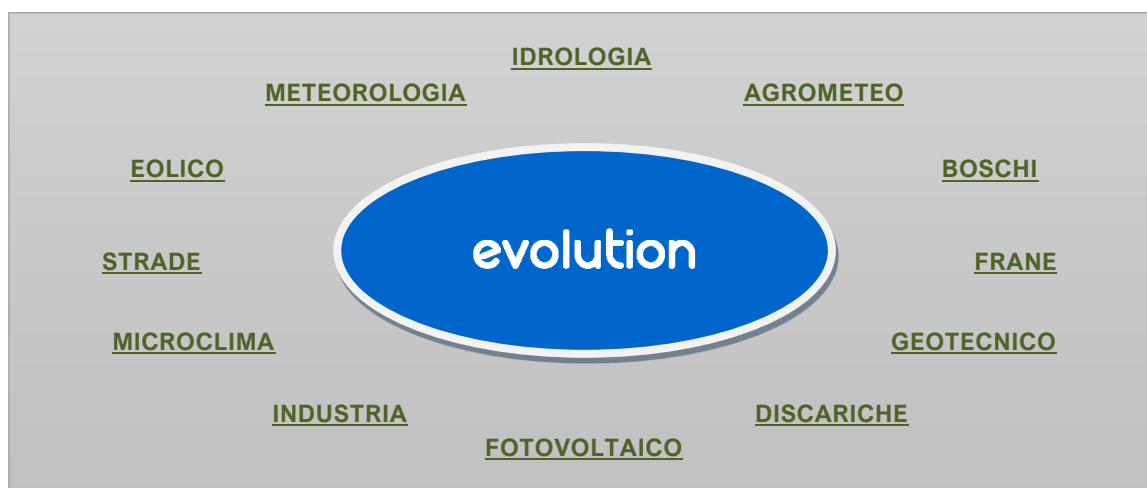 IDROLOGIA
METEOROLOGIA
AGROMETEO
EOLICO
BOSCHI
evolution
STRADE
FRANE
MICROCLIMA
GEOTECNICO
INDUSTRIA
DISCARICHE
FOTOVOLTAICO